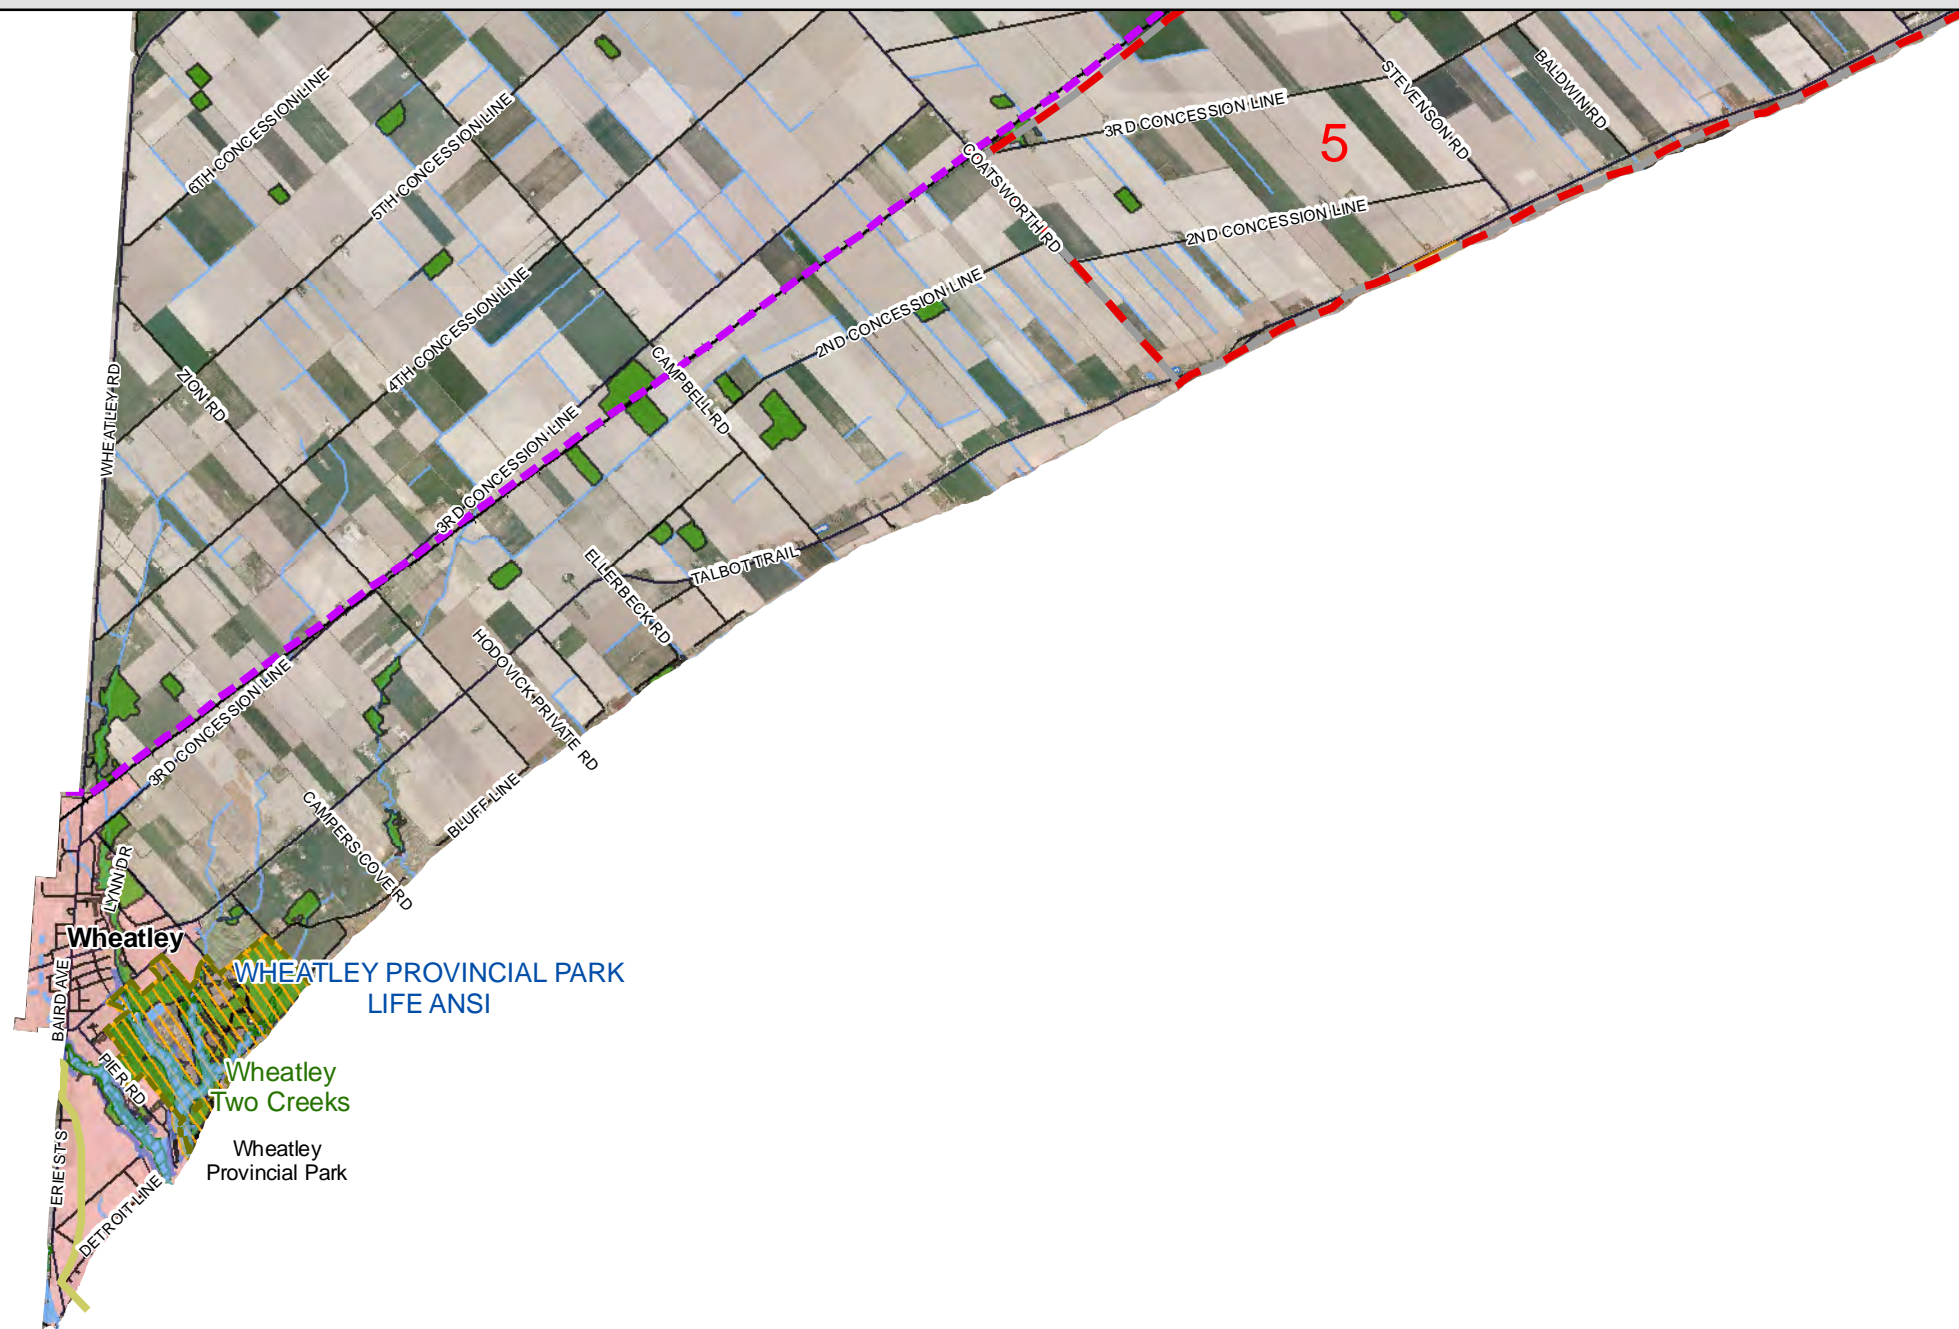 6TH CONCESSION LINE
5TH CONCESSION LINE
STEVENSON RD
BALDWIN RD
3RD CONCESSION LINE
5
COATSWORTH RD
2ND CONCESSION LINE
4TH CONCESSION LINE
2ND CONCESSION LINE
WHEATLEY RD
ZION RD
CAMPBELL RD
3RD CONCESSION LINE
TALBOT TRAIL
ELLERBECK RD
HODOVICK PRIVATE RD
3RD CONCESSION LINE
BLUFF LINE
CAMPERS COVE RD
LYNN DR
Wheatley
BAIRD AVE
WHEATLEY PROVINCIAL PARK
LIFE ANSI
PIER RD
Wheatley
Two Creeks
Wheatley
Provincial Park
ERIE ST S
DETROIT LINE